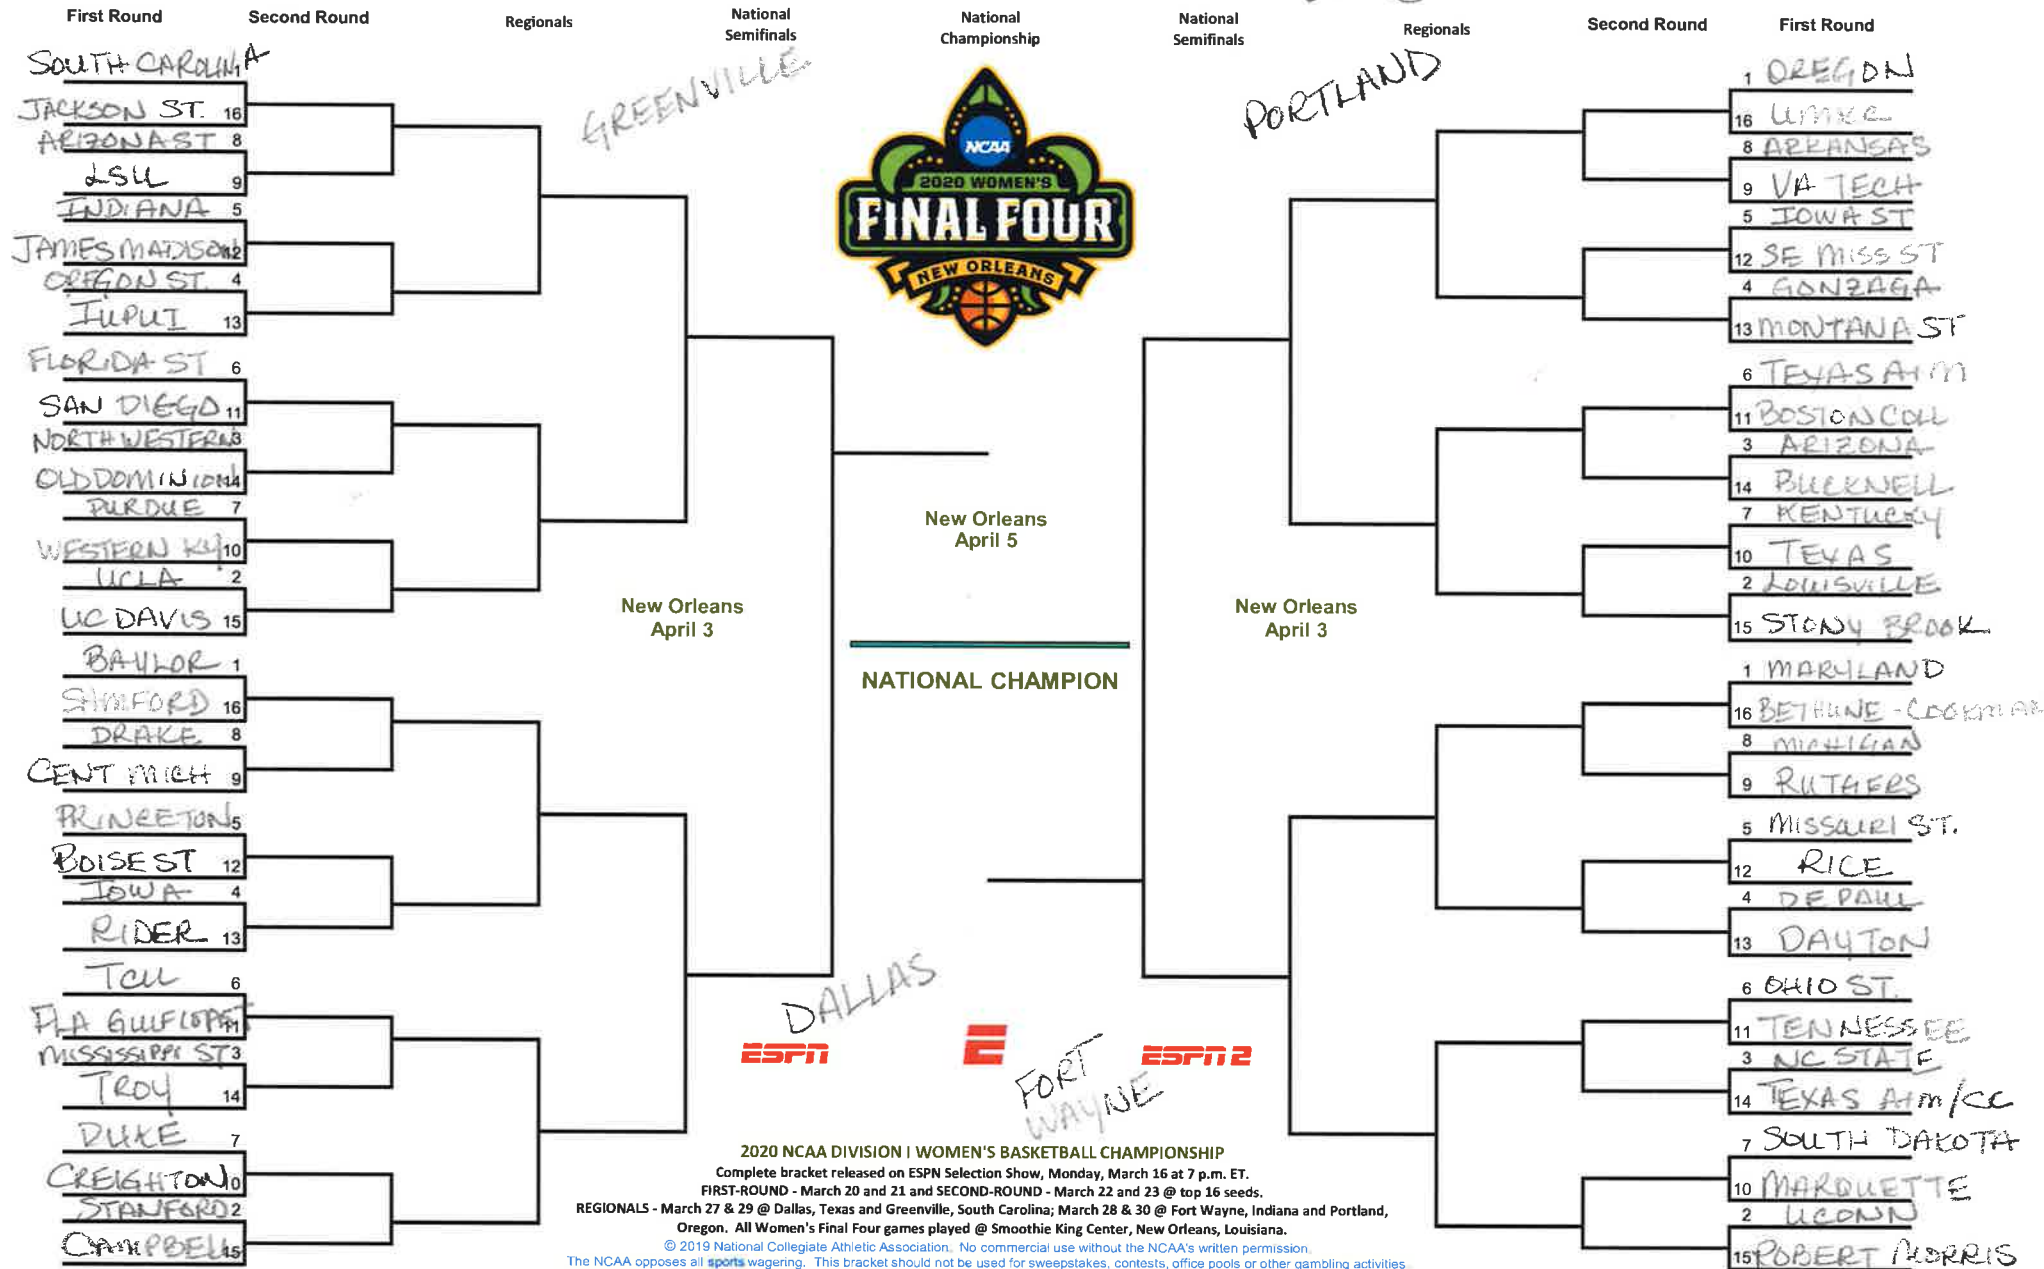 First Round
Second Round
Regionals
National
Semifinals
National
Championship
National
Semifinals
Regionals
Second Round
First Round
SOUTH CAROLINA
JACKSON ST. 16
ARIZONA ST 8
LSU 9
INDIANA 5
JAMES MADISON 12
OREGON ST. 4
IUPUI 13
FLORIDA ST 6
SAN DIEGO 11
NORTHWESTERN 3
OLD DOMINION 14
PURDUE 7
WESTERN KY 10
UCLA 2
UC DAVIS 15
BAYLOR 1
SAMFORD 16
DRAKE 8
CENT MICH 9
PRINCETON 5
BOISE ST 12
IOWA 4
RIDER 13
TCU 6
FLA GULF COAST 11
MISSISSIPPI ST 3
TROY 14
DUKE 7
CREIGHTON 0
STANFORD 2
CAMPBELL 15
GREENVILLE
NCAA
2020 WOMEN'S
FINAL FOUR
NEW ORLEANS
PORTLAND
New Orleans
April 5
New Orleans
April 3
New Orleans
April 3
NATIONAL CHAMPION
DALLAS
ESPN
FORT
WAYNE
ESPN 2
1 OREGON
16 UMKC
8 ARKANSAS
9 VA TECH
5 IOWA ST
12 SE MISS ST
4 GONZAGA
13 MONTANA ST
6 TEXAS A+M
11 BOSTON COLL
3 ARIZONA
14 BUCKNELL
7 KENTUCKY
10 TEXAS
2 LOUISVILLE
15 STONY BROOK
1 MARYLAND
16 BETHUNE-COOKMAN
8 MICHIGAN
9 RUTGERS
5 MISSOURI ST.
12 RICE
4 DE PAUL
13 DAYTON
6 OHIO ST.
11 TENNESSEE
3 NC STATE
14 TEXAS A+M/CC
7 SOUTH DAKOTA
10 MARQUETTE
2 UCONN
15 ROBERT MORRIS
2020 NCAA DIVISION I WOMEN'S BASKETBALL CHAMPIONSHIP
Complete bracket released on ESPN Selection Show, Monday, March 16 at 7 p.m. ET.
FIRST-ROUND - March 20 and 21 and SECOND-ROUND - March 22 and 23 @ top 16 seeds.
REGIONALS - March 27 & 29 @ Dallas, Texas and Greenville, South Carolina; March 28 & 30 @ Fort Wayne, Indiana and Portland,
Oregon. All Women's Final Four games played @ Smoothie King Center, New Orleans, Louisiana.
© 2019 National Collegiate Athletic Association. No commercial use without the NCAA's written permission.
The NCAA opposes all sports wagering. This bracket should not be used for sweepstakes, contests, office pools or other gambling activities.